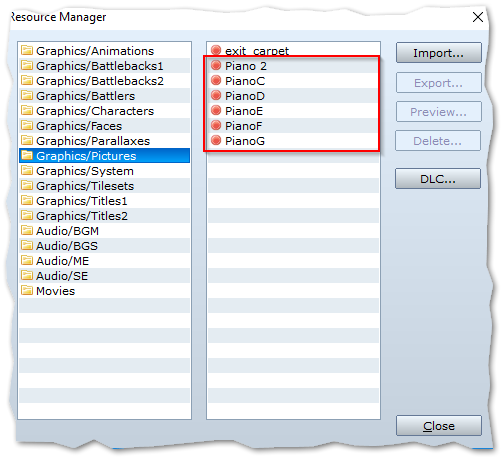 Resource Manager
Graphics/Animations
Graphics/Battlebacks1
Graphics/Battlebacks2
Graphics/Battlers
Graphics/Characters
Graphics/Faces
Graphics/Parallaxes
Graphics/Pictures
Graphics/System
Graphics/Tilesets
Graphics/Titles1
Graphics/Titles2
Audio/BGM
Audio/BGS
Audio/ME
Audio/SE
Movies
exit_carpet
Piano 2
PianoC
PianoD
PianoE
PianoF
PianoG
Import...
Export...
Preview...
Delete...
DLC...
Close